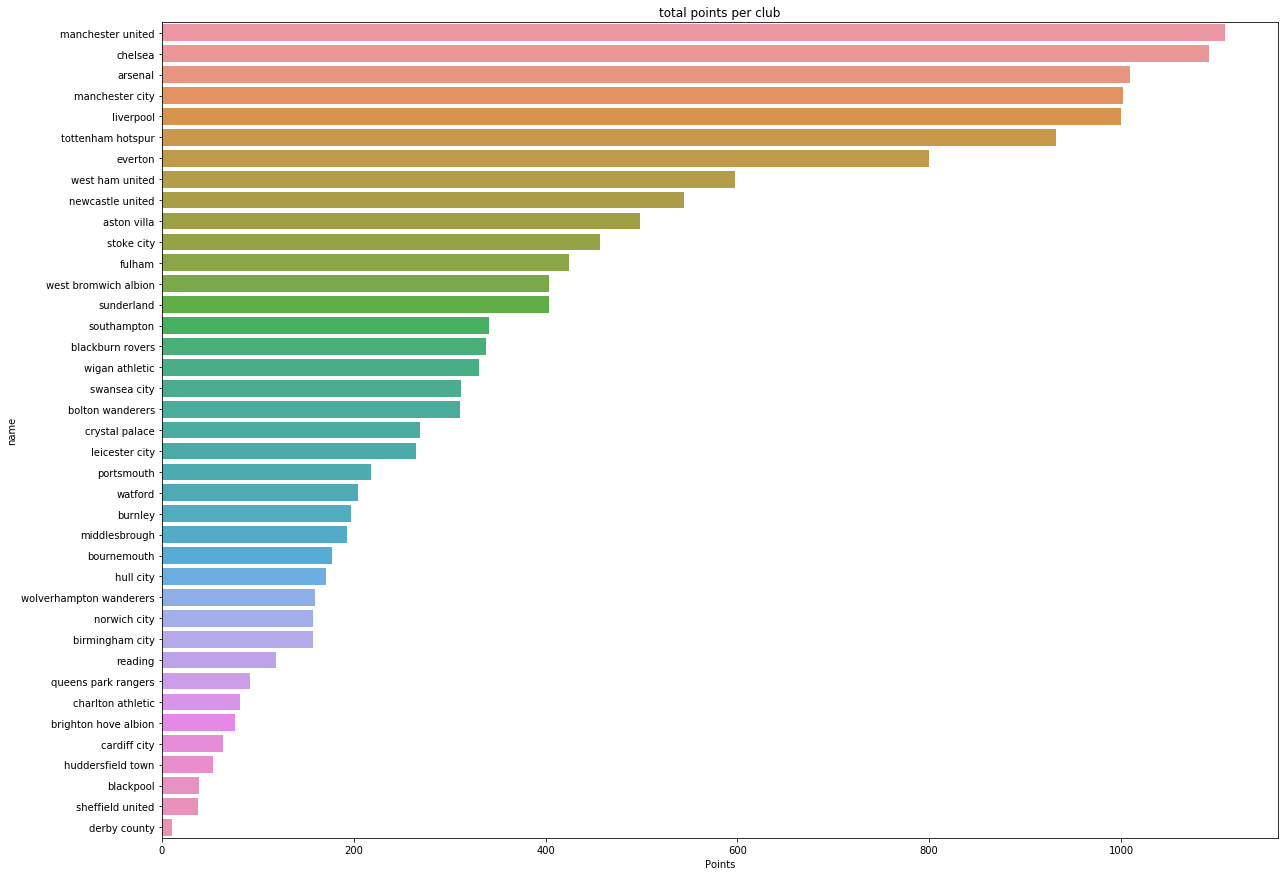 total points per club
name
manchester united
chelsea
arsenal
manchester city
liverpool
tottenham hotspur
everton
west ham united
newcastle united
aston villa
stoke city
fulham
west bromwich albion
sunderland
southampton
blackburn rovers
wigan athletic
swansea city
bolton wanderers
crystal palace
leicester city
portsmouth
watford
burnley
middlesbrough
bournemouth
hull city
wolverhampton wanderers
norwich city
birmingham city
reading
queens park rangers
charlton athletic
brighton hove albion
cardiff city
huddersfield town
blackpool
sheffield united
derby county
0 200 400 600 800 1000
Points